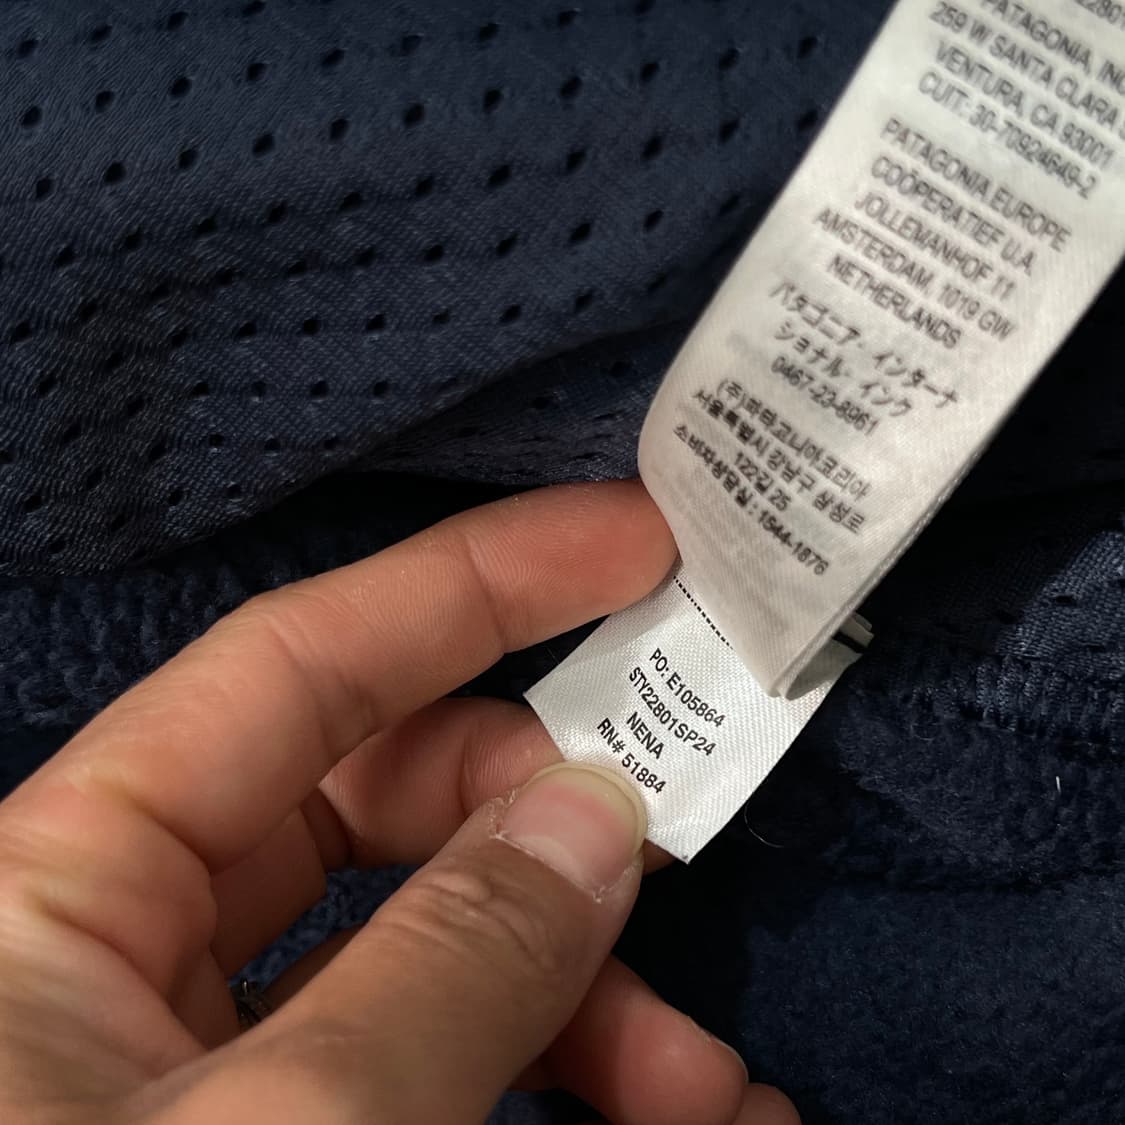 PATAGONIA, INC
259 W SANTA CLARA
VENTURA, CA 93001
CUIT: 30-70924649-2
PATAGONIA EUROPE
COÖPERATIEF U.A.
JOLLEMANHOF 11
AMSTERDAM, 1019 GW
NETHERLANDS
パタゴニア・インターナ
ショナル・インク
0467-23-8961
(주)파타고니아코리아
서울특별시 강남구 삼성로
122길 25
소비자상담실 : 1544-1876
PO: E105864
STY22801SP24
NENA
RN# 51884